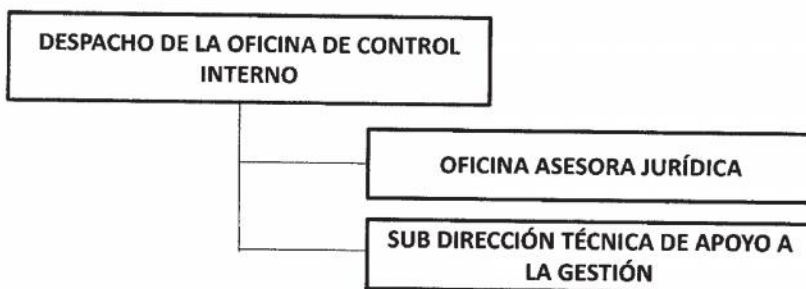 DESPACHO DE LA OFICINA DE CONTROL
INTERNO
OFICINA ASESORA JURÍDICA
SUB DIRECCIÓN TÉCNICA DE APOYO A
LA GESTIÓN